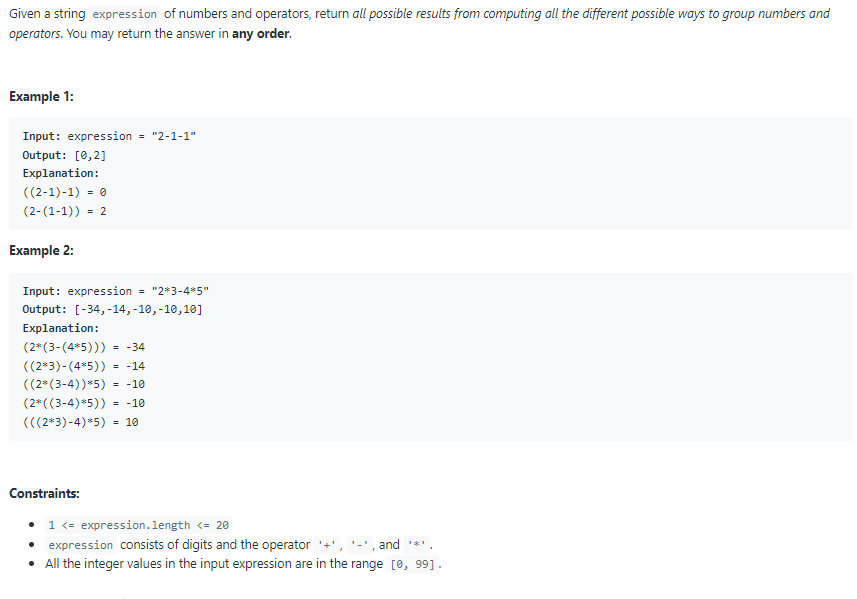 Given a string expression of numbers and operators, return all possible results from computing all the different possible ways to group numbers and
operators. You may return the answer in any order.
Example 1:
Input: expression = "2-1-1"
Output: [0,2]
Explanation:
((2-1)-1) = 0
(2-(1-1)) = 2
Example 2:
Input: expression = "2*3-4*5"
Output: [-34,-14,-10,-10,10]
Explanation:
(2*(3-(4*5))) = -34
((2*3)-(4*5)) = -14
((2*(3-4))*5) = -10
(2*((3-4)*5)) = -10
(((2*3)-4)*5) = 10
Constraints:
• 1 <= expression.length <= 20
• expression consists of digits and the operator '+', '-', and '*'.
• All the integer values in the input expression are in the range [0, 99].